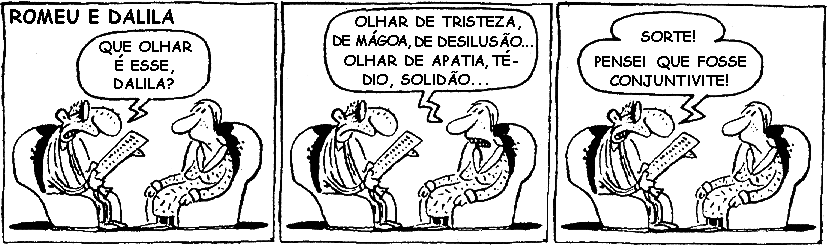 ROMEU E DALILA
QUE OLHAR
É ESSE,
DALILA?
OLHAR DE TRISTEZA,
DE MÁGOA, DE DESILUSÃO...
OLHAR DE APATIA, TÉ-
DIO, SOLIDÃO...
SORTE!
PENSEI QUE FOSSE
CONJUNTIVITE!